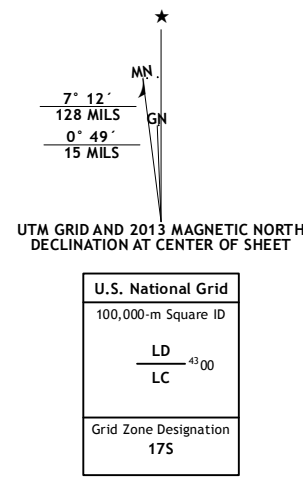 ★
MN
7° 12´
128 MILS
GN
0° 49´
15 MILS
UTM GRID AND 2013 MAGNETIC NORTH
DECLINATION AT CENTER OF SHEET
U.S. National Grid
100,000-m Square ID
LD
4300
LC
Grid Zone Designation
17S